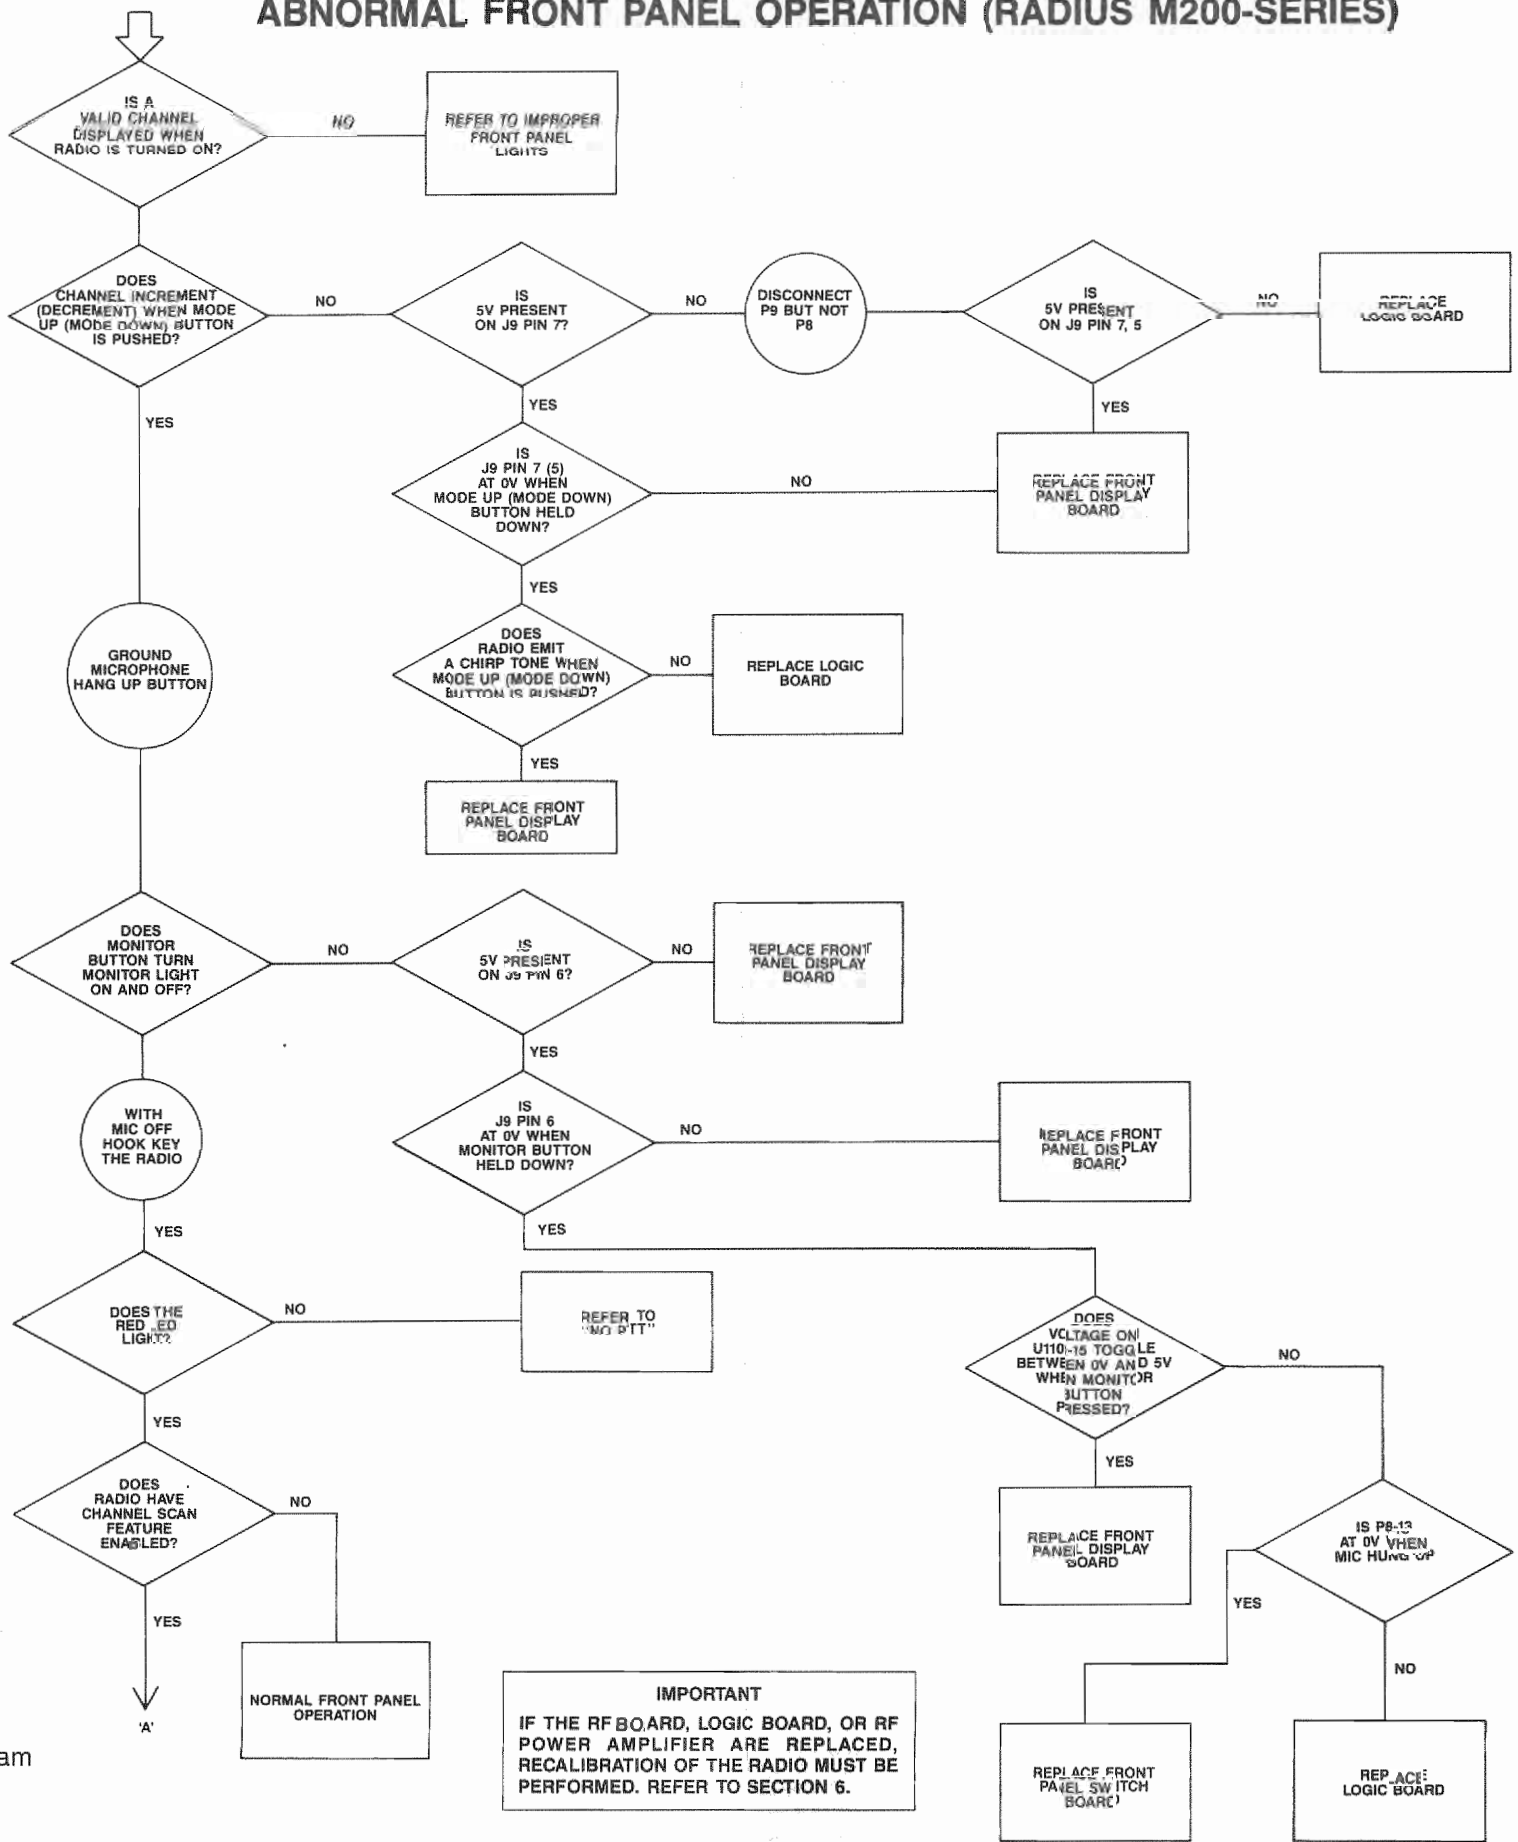 ABNORMAL FRONT PANEL OPERATION (RADIUS M200-SERIES)
IS A
VALID CHANNEL
DISPLAYED WHEN
RADIO IS TURNED ON?
NO
REFER TO IMPROPER
FRONT PANEL
LIGHTS
DOES
CHANNEL INCREMENT
(DECREMENT) WHEN MODE
UP (MODE DOWN) BUTTON
IS PUSHED?
NO
IS
5V PRESENT
ON J9 PIN 7?
NO
DISCONNECT
P9 BUT NOT
P8
IS
5V PRESENT
ON J9 PIN 7, 5
NO
REPLACE
LOGIC BOARD
YES
YES
YES
IS
J9 PIN 7 (5)
AT 0V WHEN
MODE UP (MODE DOWN)
BUTTON HELD
DOWN?
NO
REPLACE FRONT
PANEL DISPLAY
BOARD
YES
GROUND
MICROPHONE
HANG UP BUTTON
DOES
RADIO EMIT
A CHIRP TONE WHEN
MODE UP (MODE DOWN)
BUTTON IS PUSHED?
NO
REPLACE LOGIC
BOARD
YES
REPLACE FRONT
PANEL DISPLAY
BOARD
DOES
MONITOR
BUTTON TURN
MONITOR LIGHT
ON AND OFF?
NO
IS
5V PRESENT
ON J9 PIN 6?
NO
REPLACE FRONT
PANEL DISPLAY
BOARD
YES
WITH
MIC OFF
HOOK KEY
THE RADIO
IS
J9 PIN 6
AT 0V WHEN
MONITOR BUTTON
HELD DOWN?
NO
REPLACE FRONT
PANEL DISPLAY
BOARD
YES
YES
DOES THE
RED LED
LIGHT?
NO
REFER TO
"NO PTT"
DOES
VOLTAGE ON
U110-15 TOGGLE
BETWEEN 0V AND 5V
WHEN MONITOR
BUTTON
PRESSED?
NO
YES
YES
DOES
RADIO HAVE
CHANNEL SCAN
FEATURE
ENABLED?
NO
REPLACE FRONT
PANEL DISPLAY
BOARD
IS P8-13
AT 0V WHEN
MIC HUNG UP
YES
YES
NO
'A'
NORMAL FRONT PANEL
OPERATION
IMPORTANT
IF THE RF BOARD, LOGIC BOARD, OR RF
POWER AMPLIFIER ARE REPLACED,
RECALIBRATION OF THE RADIO MUST BE
PERFORMED. REFER TO SECTION 6.
REPLACE FRONT
PANEL SWITCH
BOARD
REPLACE
LOGIC BOARD
am